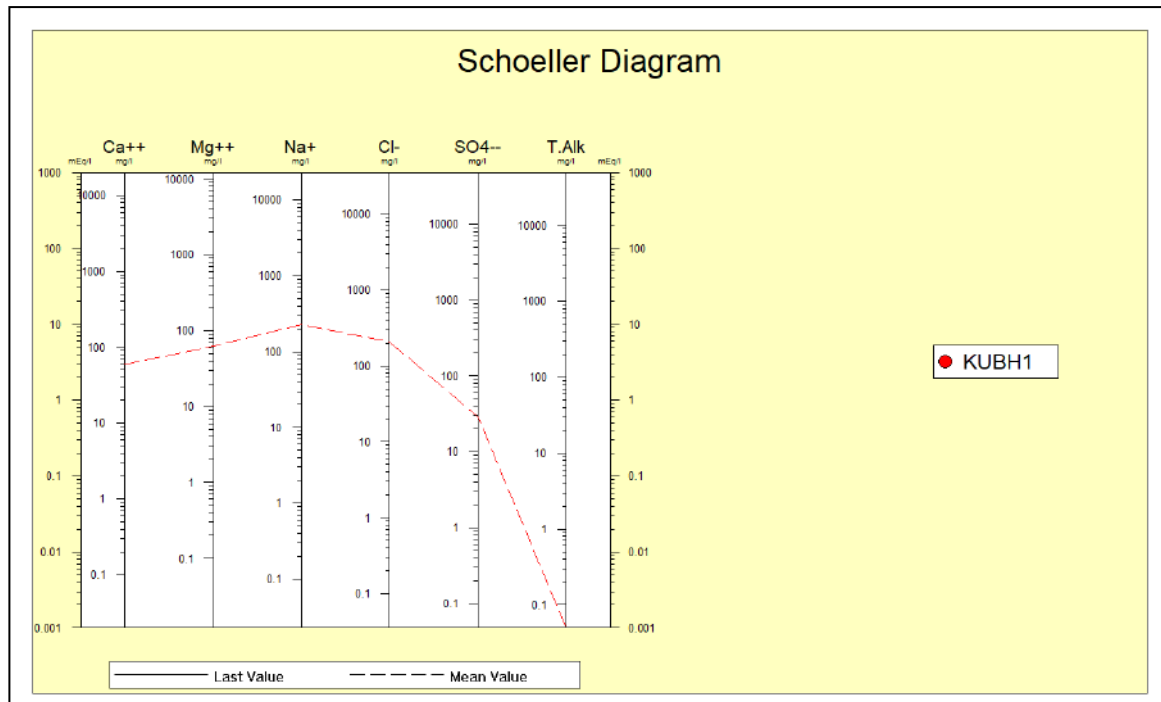 Schoeller Diagram
Ca++ Mg++ Na+ Cl- SO4-- T.Alk
mEq/l mg/l mg/l mg/l mg/l mg/l mg/l mEq/l
1000 10000 10000 10000 10000 10000 10000 1000
100 1000 1000 1000 1000 1000 1000 100
10 100 100 100 100 100 100 10
1 10 10 10 10 10 10 1
0.1 1 1 1 1 1 1 0.1
0.01 0.1 0.1 0.1 0.1 0.1 0.1 0.01
0.001 0.001
KUBH1
Last Value Mean Value